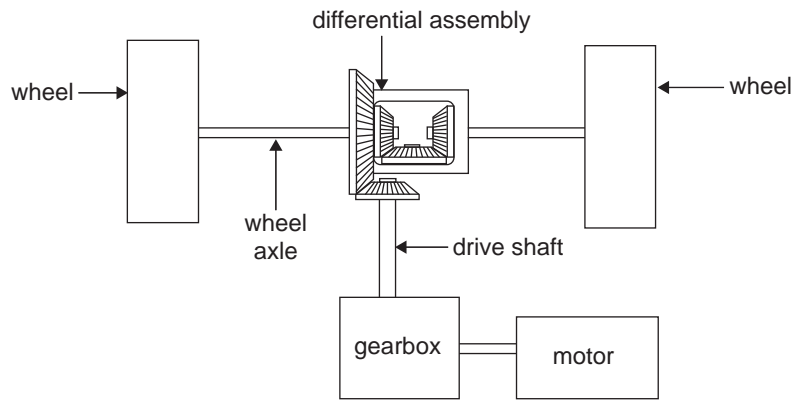 differential assembly
wheel
wheel
wheel
axle
drive shaft
gearbox
motor